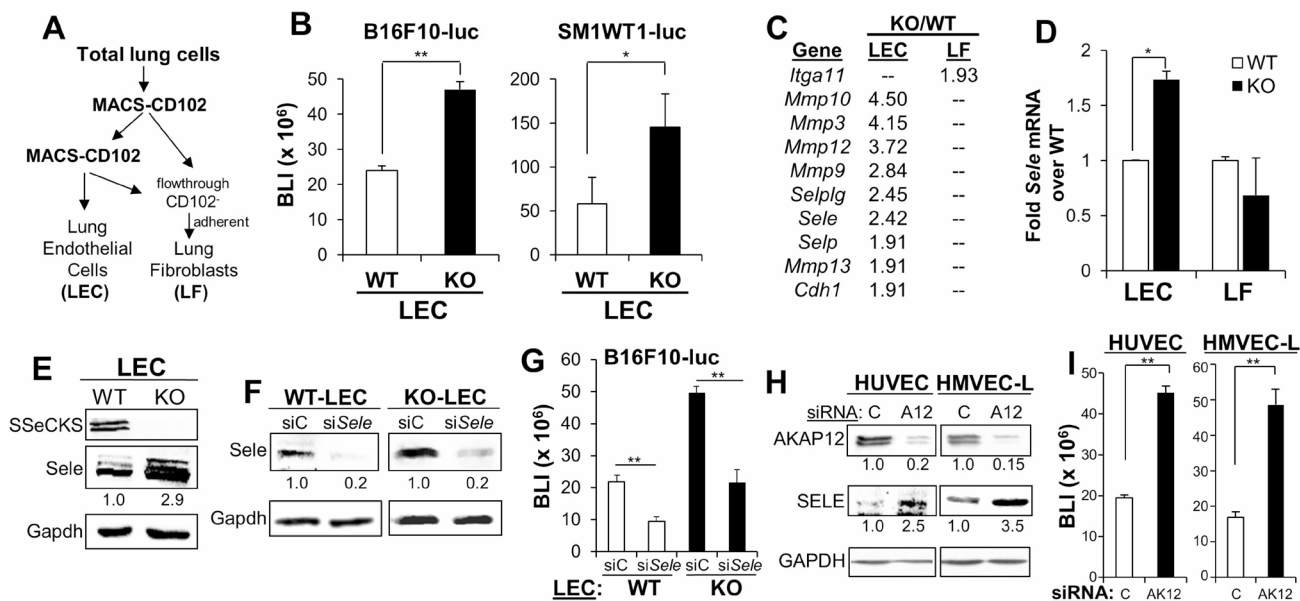 A
Total lung cells
MACS-CD102
MACS-CD102
flowthrough
CD102-
adherent
Lung
Endothelial
Cells
(LEC)
Lung
Fibroblasts
(LF)
B
B16F10-luc
SM1WT1-luc
**
*
BLI (x 10⁶)
50
40
30
20
10
0
200
150
100
50
0
WT KO
LEC
WT KO
LEC
C
KO/WT
Gene LEC LF
Itga11 -- 1.93
Mmp10 4.50 --
Mmp3 4.15 --
Mmp12 3.72 --
Mmp9 2.84 --
Selplg 2.45 --
Sele 2.42 --
Selp 1.91 --
Mmp13 1.91 --
Cdh1 1.91 --
D
Fold Sele mRNA
over WT
2
1.5
1
0.5
0
*
WT
KO
LEC LF
E
LEC
WT KO
SSeCKS
Sele
1.0 2.9
Gapdh
F
WT-LEC KO-LEC
siC siSele siC siSele
Sele
1.0 0.2 1.0 0.2
Gapdh
G
B16F10-luc
BLI (x 10⁶)
60
50
40
30
20
10
0
**
**
siC siSele siC siSele
LEC: WT KO
H
HUVEC HMVEC-L
siRNA: C A12 C A12
AKAP12
1.0 0.2 1.0 0.15
SELE
1.0 2.5 1.0 3.5
GAPDH
I
HUVEC HMVEC-L
**
**
BLI (x 10⁶)
50
40
30
20
10
0
60
50
40
30
20
10
0
siRNA: C AK12 C AK12